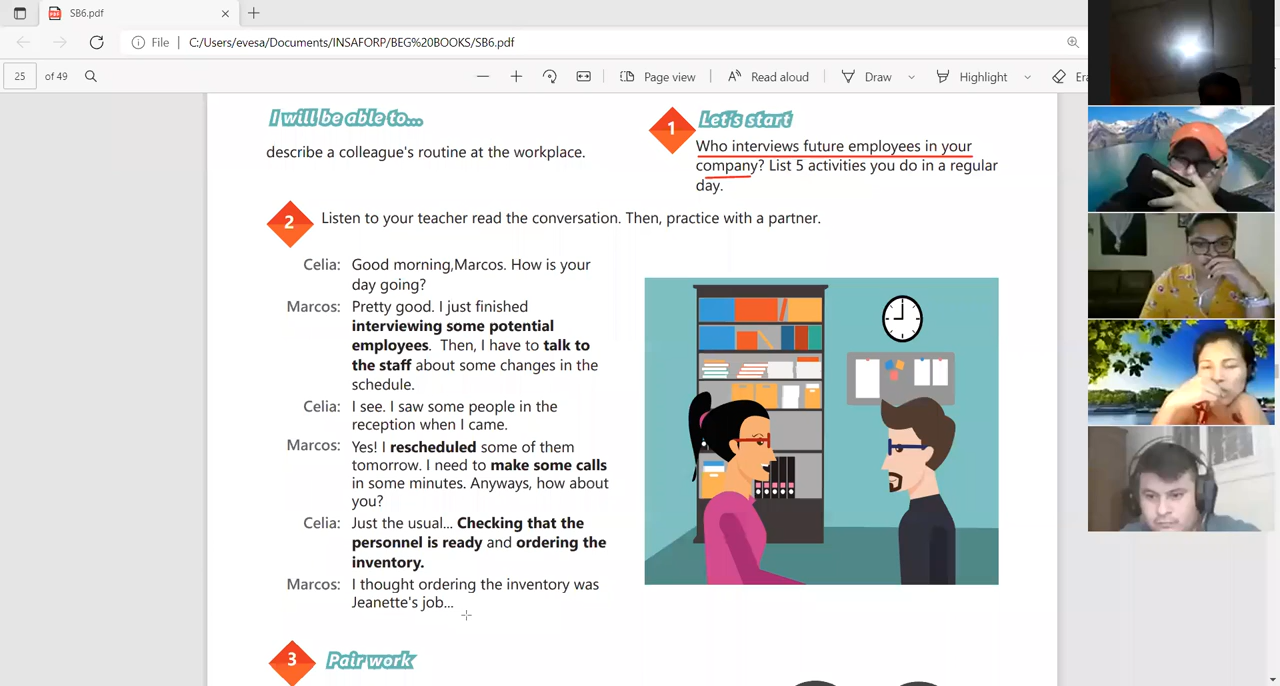 SB6.pdf
File
C:/Users/evesa/Documents/INSAFORP/BEG%20BOOKS/SB6.pdf
25 of 49
Page view
Read aloud
Draw
Highlight
Era
I will be able to...
describe a colleague's routine at the workplace.
1 Let's start
Who interviews future employees in your
company? List 5 activities you do in a regular
day.
2 Listen to your teacher read the conversation. Then, practice with a partner.
Celia: Good morning,Marcos. How is your
day going?
Marcos: Pretty good. I just finished
interviewing some potential
employees. Then, I have to talk to
the staff about some changes in the
schedule.
Celia: I see. I saw some people in the
reception when I came.
Marcos: Yes! I rescheduled some of them
tomorrow. I need to make some calls
in some minutes. Anyways, how about
you?
Celia: Just the usual... Checking that the
personnel is ready and ordering the
inventory.
Marcos: I thought ordering the inventory was
Jeanette's job...
3 Pair work